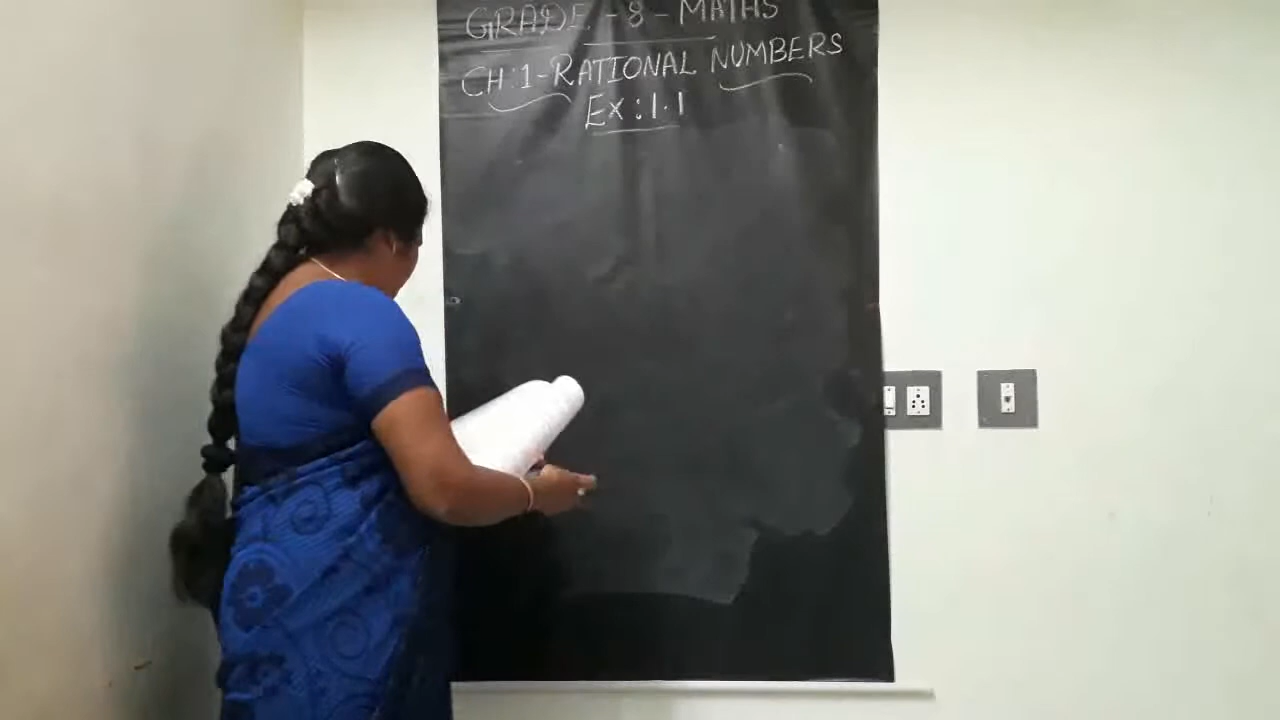 GRADE - 8 - MATHS
CH:1-RATIONAL NUMBERS
Ex:1.1